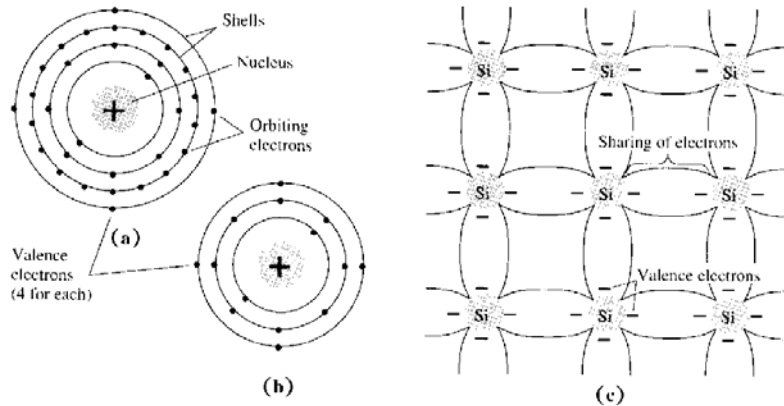 Shells
Nucleus
Orbiting
electrons
(a)
Valence
electrons
(4 for each)
+
+
(b)
Si Si Si
Sharing of electrons
Si Si Si
Valence electrons
Si Si Si
(c)